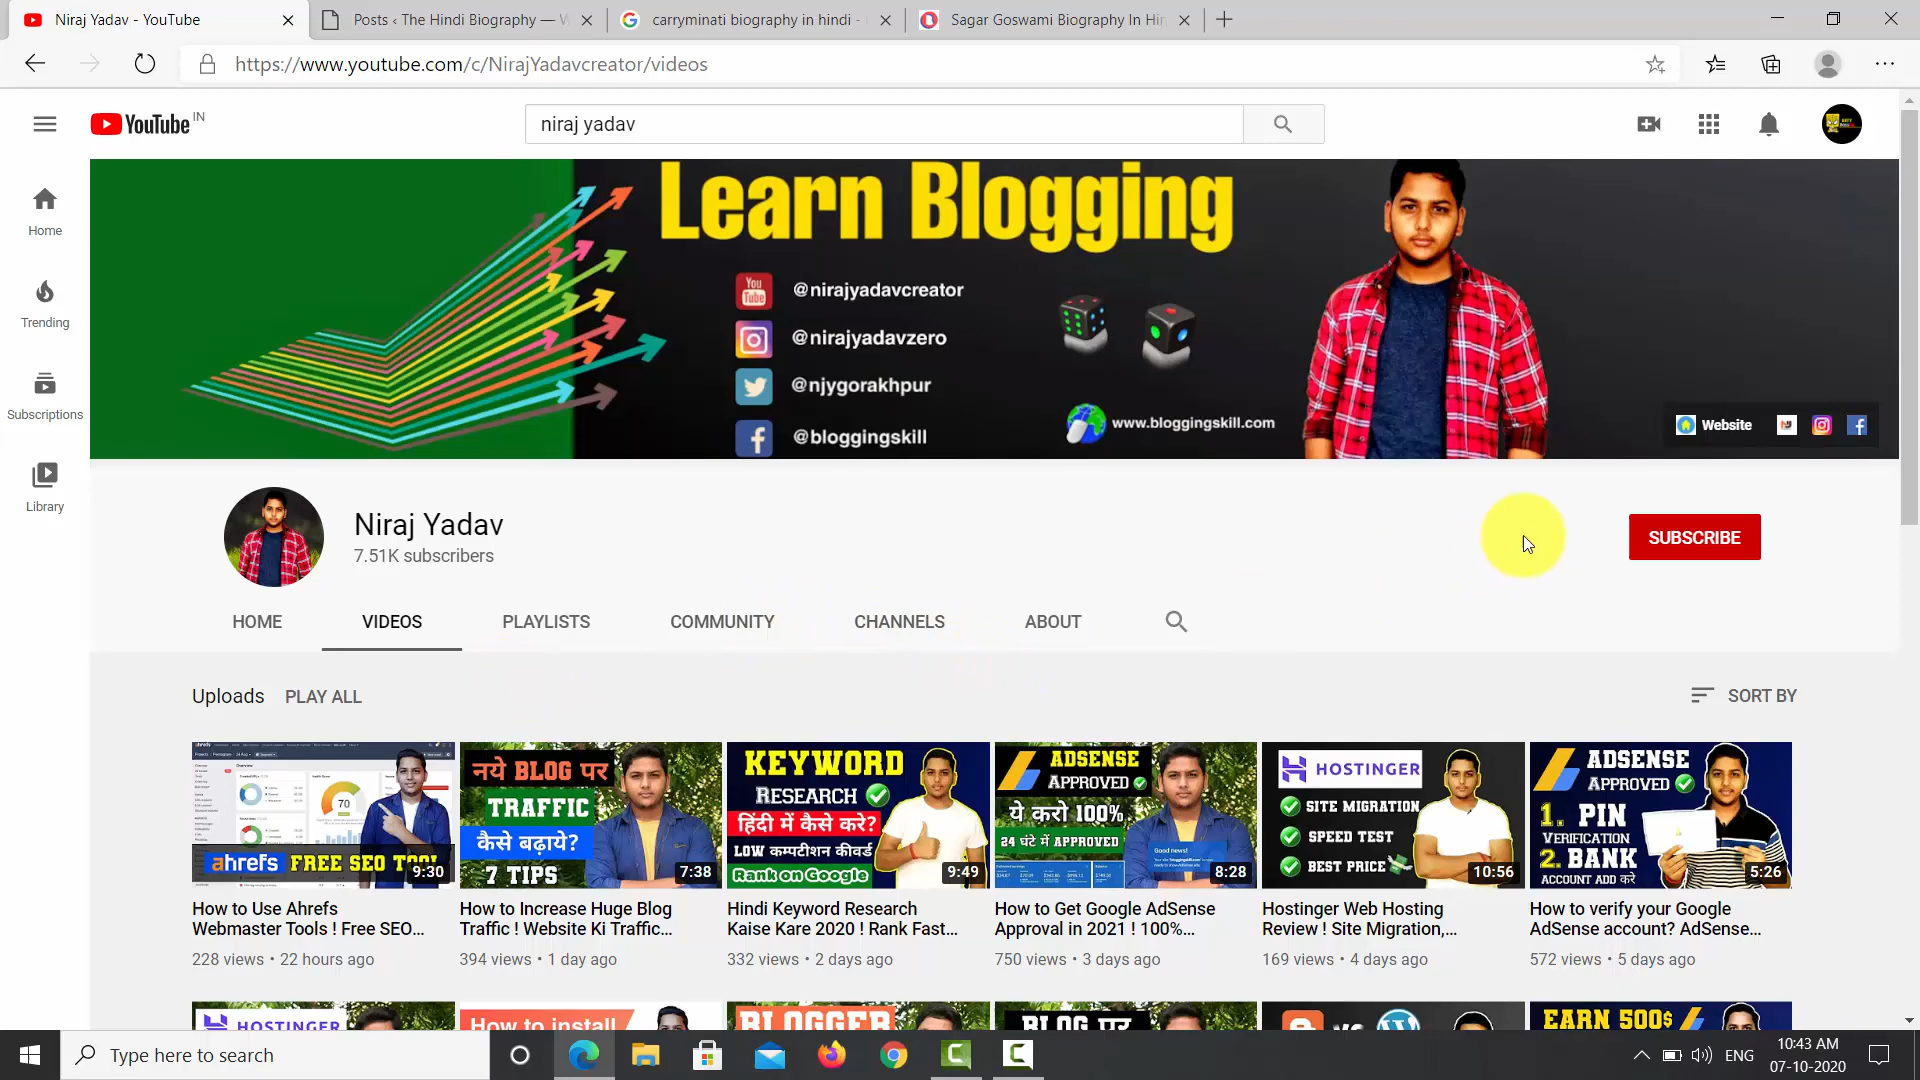 Niraj Yadav - YouTube
Posts ‹ The Hindi Biography — W
carryminati biography in hindi -
Sagar Goswami Biography In Hin
https://www.youtube.com/c/NirajYadavcreator/videos
YouTube IN
niraj yadav
Home
Trending
Subscriptions
Library
Learn Blogging
You Tube @nirajyadavcreator
@nirajyadavzero
@njygorakhpur
@bloggingskill
www.bloggingskill.com
Website
Niraj Yadav
7.51K subscribers
SUBSCRIBE
HOME VIDEOS PLAYLISTS COMMUNITY CHANNELS ABOUT
Uploads PLAY ALL
SORT BY
ahrefs
70
ahrefs FREE SEO TOOL
9:30
How to Use Ahrefs
Webmaster Tools ! Free SEO...
228 views • 22 hours ago
नये BLOG पर
TRAFFIC
कैसे बढ़ाये?
7 TIPS
7:38
How to Increase Huge Blog
Traffic ! Website Ki Traffic...
394 views • 1 day ago
KEYWORD
RESEARCH
हिंदी में कैसे करे?
LOW कम्पटीशन कीवर्ड
Rank on Google
9:49
Hindi Keyword Research
Kaise Kare 2020 ! Rank Fast...
332 views • 2 days ago
ADSENSE
APPROVED
ये करो 100%
24 घंटे में APPROVED
Good news!
8:28
How to Get Google AdSense
Approval in 2021 ! 100%...
750 views • 3 days ago
HOSTINGER
SITE MIGRATION
SPEED TEST
BEST PRICE
10:56
Hostinger Web Hosting
Review ! Site Migration,...
169 views • 4 days ago
ADSENSE
APPROVED
1. PIN
VERIFICATION
2. BANK
ACCOUNT ADD करे
5:26
How to verify your Google
AdSense account? AdSense...
572 views • 5 days ago
HOSTINGER
How to install
BLOGGER
BLOG पर
vs
EARN 500$
Type here to search
ENG
10:43 AM
07-10-2020